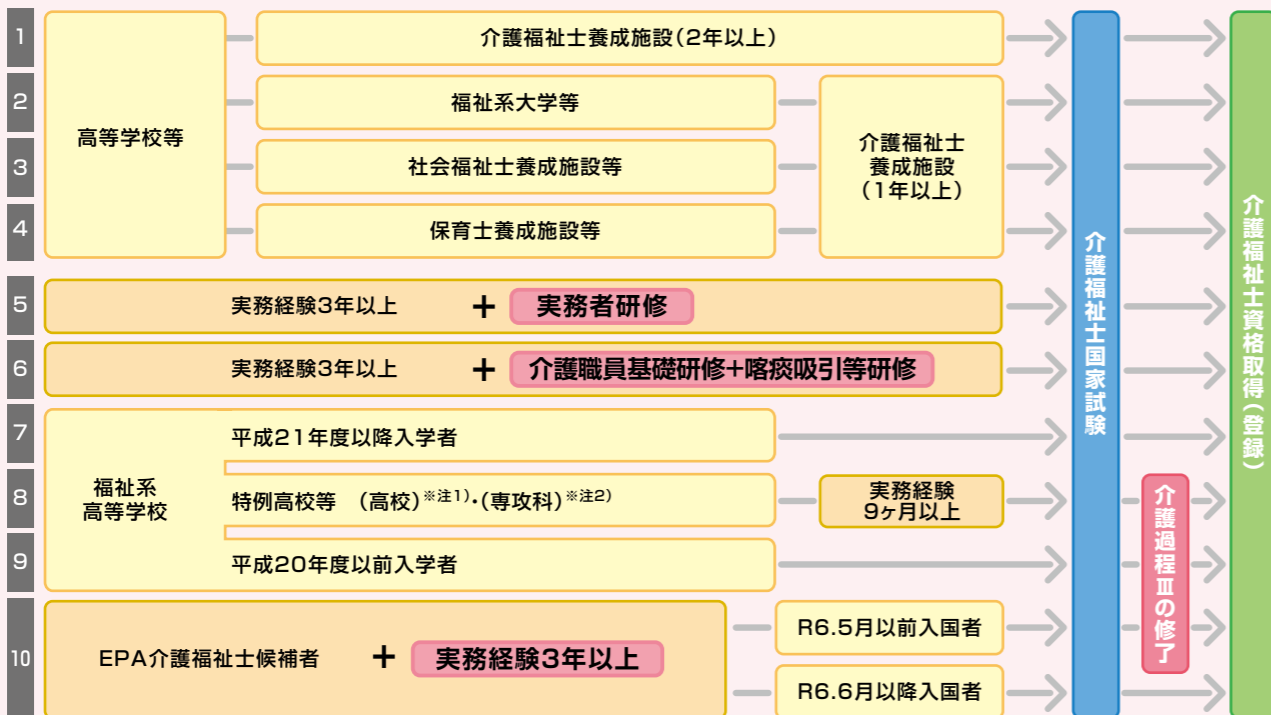 1
高等学校等
介護福祉士養成施設(2年以上)
2
福祉系大学等
3
社会福祉士養成施設等
4
保育士養成施設等
介護福祉士
養成施設
(1年以上)
5
実務経験3年以上 + 実務者研修
6
実務経験3年以上 + 介護職員基礎研修+喀痰吸引等研修
7
福祉系
高等学校
平成21年度以降入学者
8
特例高校等 (高校)※注1)・(専攻科)※注2)
実務経験
9ヶ月以上
9
平成20年度以前入学者
10
EPA介護福祉士候補者 + 実務経験3年以上
R6.5月以前入国者
R6.6月以降入国者
介護福祉士国家試験
介護過程Ⅲの修了
介護福祉士資格取得(登録)